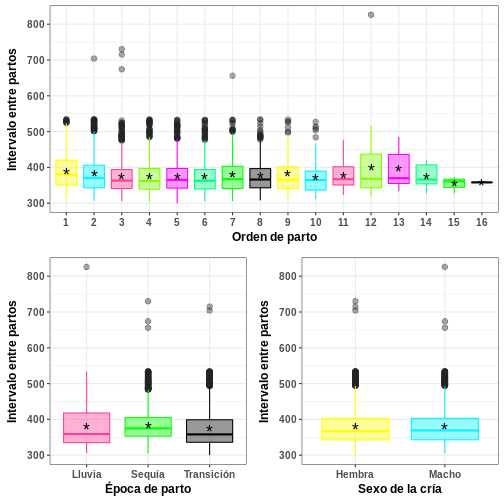 Intervalo entre partos
800
700
600
500
400
300
1 2 3 4 5 6 7 8 9 10 11 12 13 14 15 16
Orden de parto
Intervalo entre partos
800
700
600
500
400
300
Lluvia Sequía Transición
Época de parto
Intervalo entre partos
800
700
600
500
400
300
Hembra Macho
Sexo de la cría